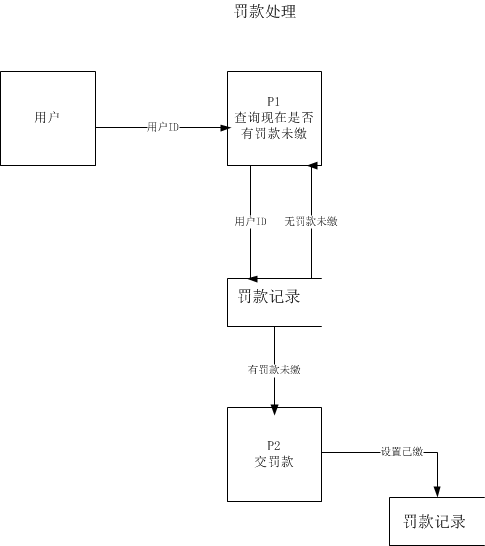 罚款处理
用户
用户ID
P1
查询现在是否
有罚款未缴
用户ID
无罚款未缴
罚款记录
有罚款未缴
P2
交罚款
设置已缴
罚款记录